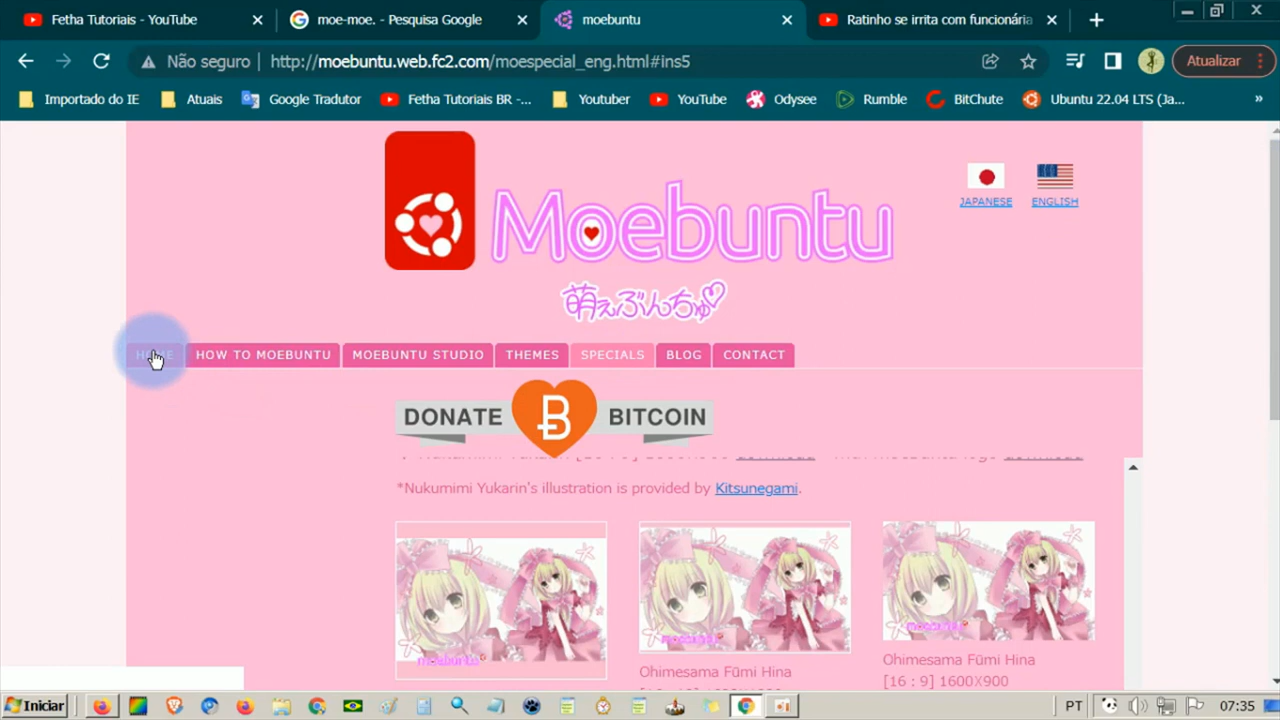 Fetha Tutoriais - YouTube
moe-moe. - Pesquisa Google
moebuntu
Ratinho se irrita com funcionária
Não seguro
http://moebuntu.web.fc2.com/moespecial_eng.html#ins5
Atualizar
Importado do IE
Atuais
Google Tradutor
Fetha Tutoriais BR -...
Youtuber
YouTube
Odysee
Rumble
BitChute
Ubuntu 22.04 LTS (Ja...
»
Moebuntu
萌えぶんちゅ♡
JAPANESE
ENGLISH
HOME
HOW TO MOEBUNTU
MOEBUNTU STUDIO
THEMES
SPECIALS
BLOG
CONTACT
DONATE
BITCOIN
*Nukumimi Yukarin's illustration is provided by Kitsunegami.
moebuntu
moebuntu
moebuntu
Ohimesama Fūmi Hina
[16 : 9] 1600X900
Ohimesama Fūmi Hina
Iniciar
PT
07:35